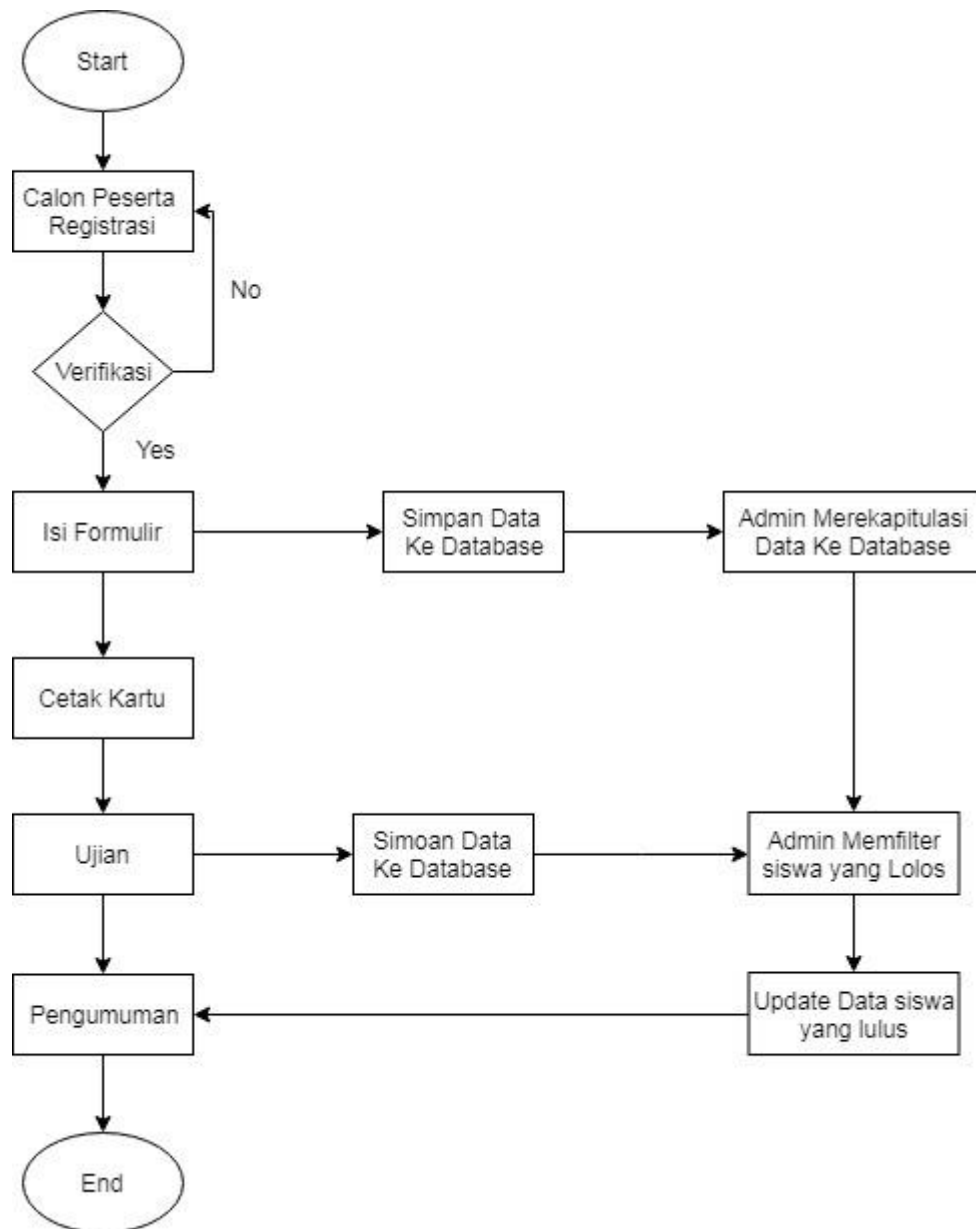 Start
Calon Peserta
Registrasi
No
Verifikasi
Yes
Isi Formulir
Simpan Data
Ke Database
Admin Merekapitulasi
Data Ke Database
Cetak Kartu
Ujian
Simoan Data
Ke Database
Admin Memfilter
siswa yang Lolos
Pengumuman
Update Data siswa
yang lulus
End